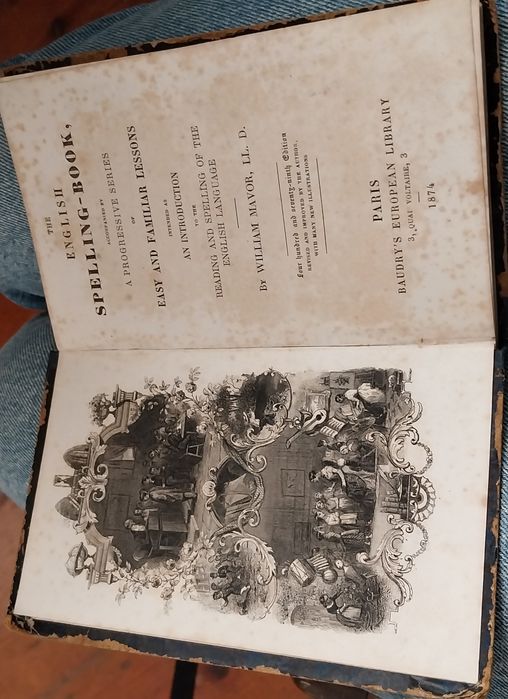 THE
ENGLISH
SPELLING-BOOK,
ACCOMPANIED BY
A PROGRESSIVE SERIES
OF
EASY AND FAMILIAR LESSONS
INTENDED AS
AN INTRODUCTION
TO THE
READING AND SPELLING OF THE
ENGLISH LANGUAGE
BY WILLIAM MAVOR, LL. D.
Four hundred and seventy-ninth Edition
REVISED AND IMPROVED BY THE AUTHOR,
WITH MANY NEW ILLUSTRATIONS
PARIS
BAUDRY'S EUROPEAN LIBRARY
3, QUAI VOLTAIRE, 3
1874